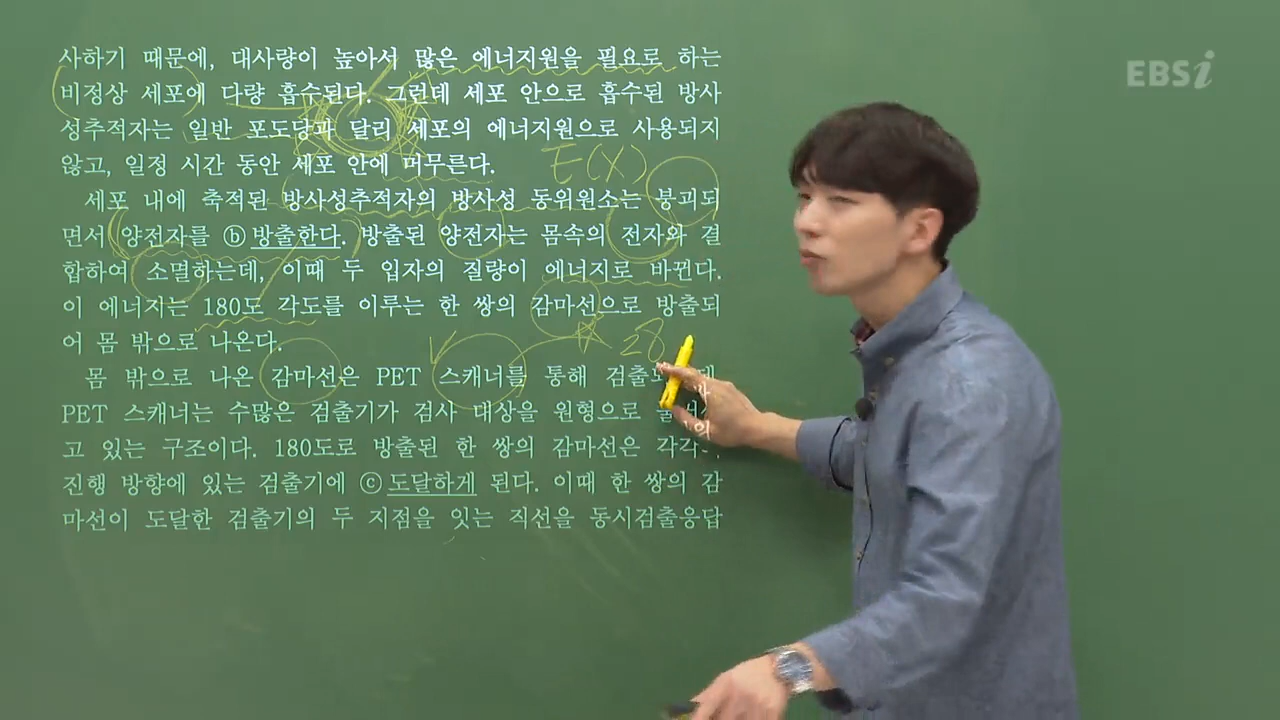 EBSi
사하기 때문에, 대사량이 높아서 많은 에너지원을 필요로 하는
비정상 세포에 다량 흡수된다. 그런데 세포 안으로 흡수된 방사
성추적자는 일반 포도당과 달리 세포의 에너지원으로 사용되지
않고, 일정 시간 동안 세포 안에 머무른다.
E(X)
세포 내에 축적된 방사성추적자의 방사성 동위원소는 붕괴되
면서 양전자를 ⓑ 방출한다. 방출된 양전자는 몸속의 전자와 결
합하여 소멸하는데, 이때 두 입자의 질량이 에너지로 바뀐다.
이 에너지는 180도 각도를 이루는 한 쌍의 감마선으로 방출되
어 몸 밖으로 나온다.
28
몸 밖으로 나온 감마선은 PET 스캐너를 통해 검출되
PET 스캐너는 수많은 검출기가 검사 대상을 원형으로
고 있는 구조이다. 180도로 방출된 한 쌍의 감마선은 각각
진행 방향에 있는 검출기에 ⓒ 도달하게 된다. 이때 한 쌍의 감
마선이 도달한 검출기의 두 지점을 잇는 직선을 동시검출응답